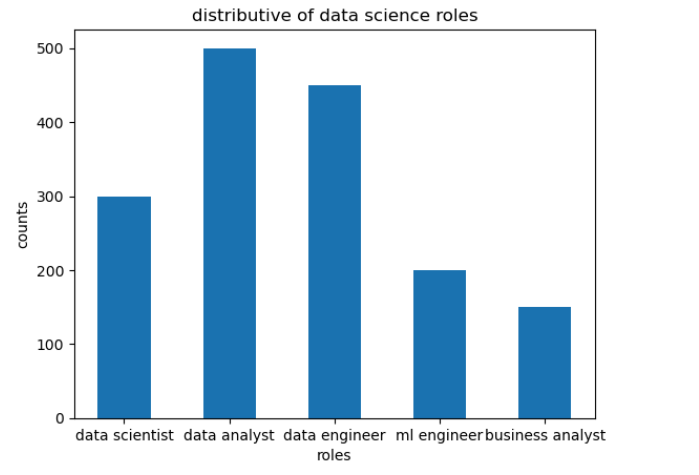 distributive of data science roles
500
400
300
200
100
0
counts
data scientist data analyst data engineer ml engineer business analyst
roles